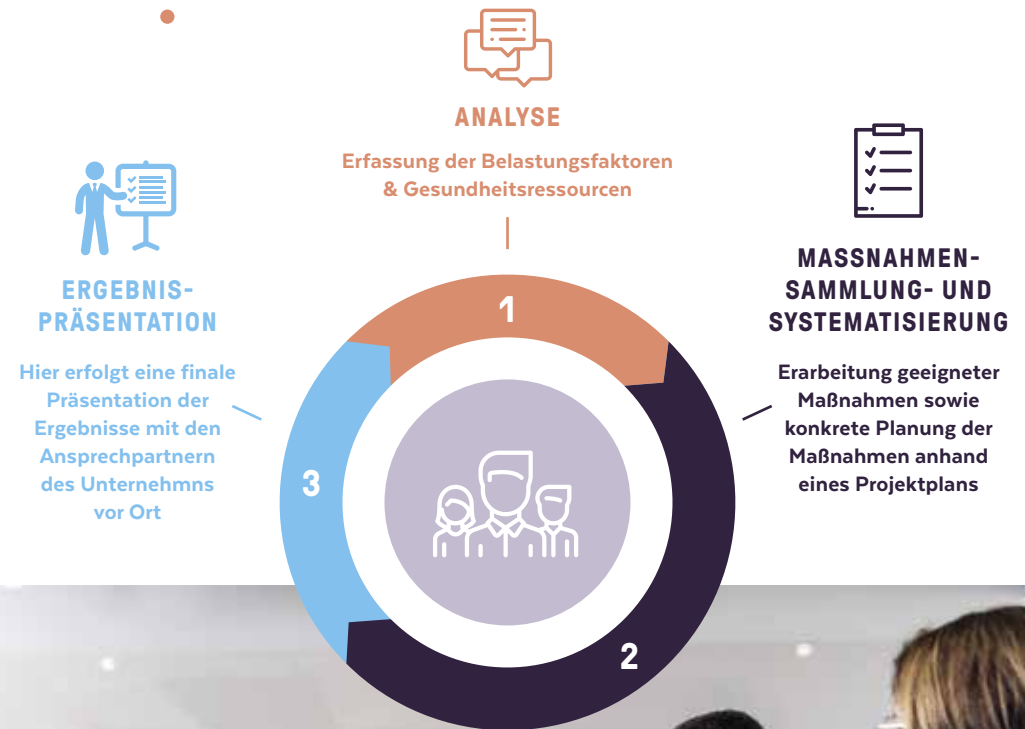 ANALYSE
Erfassung der Belastungsfaktoren
& Gesundheitsressourcen
1
MASSNAHMEN-
SAMMLUNG- UND
SYSTEMATISIERUNG
Erarbeitung geeigneter
Maßnahmen sowie
konkrete Planung der
Maßnahmen anhand
eines Projektplans
2
ERGEBNIS-
PRÄSENTATION
Hier erfolgt eine finale
Präsentation der
Ergebnisse mit den
Ansprechpartnern
des Unternehmns
vor Ort
3